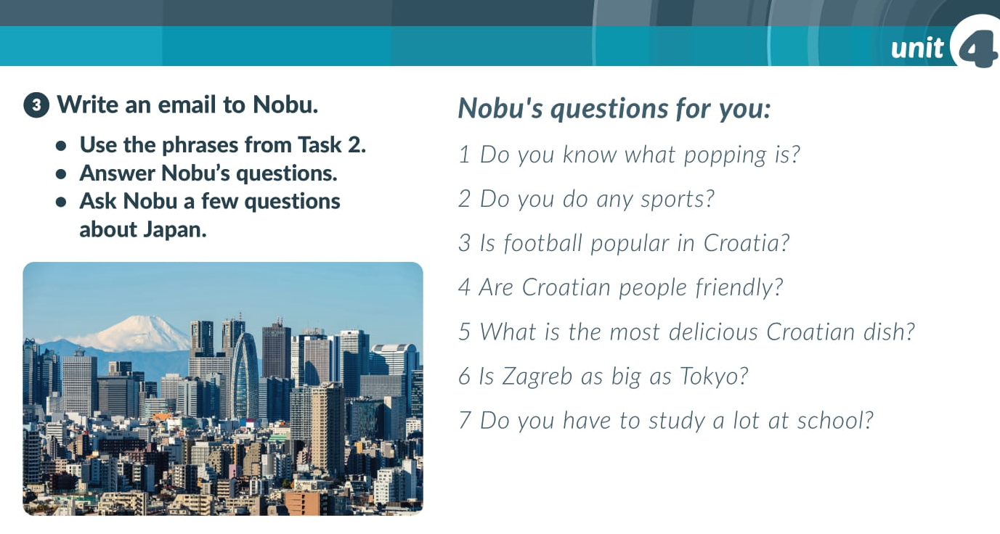 unit 4
3 Write an email to Nobu.
● Use the phrases from Task 2.
● Answer Nobu’s questions.
● Ask Nobu a few questions
about Japan.
Nobu's questions for you:
1 Do you know what popping is?
2 Do you do any sports?
3 Is football popular in Croatia?
4 Are Croatian people friendly?
5 What is the most delicious Croatian dish?
6 Is Zagreb as big as Tokyo?
7 Do you have to study a lot at school?